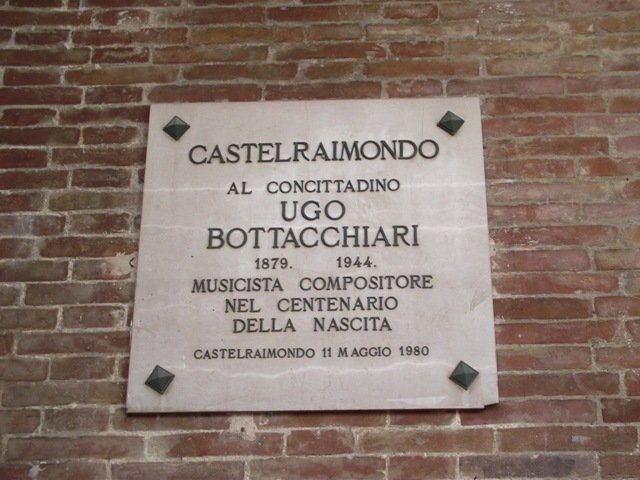 CASTELRAIMONDO
AL CONCITTADINO
UGO
BOTTACCHIARI
1879. 1944.
MUSICISTA COMPOSITORE
NEL CENTENARIO
DELLA NASCITA
CASTELRAIMONDO 11 MAGGIO 1980